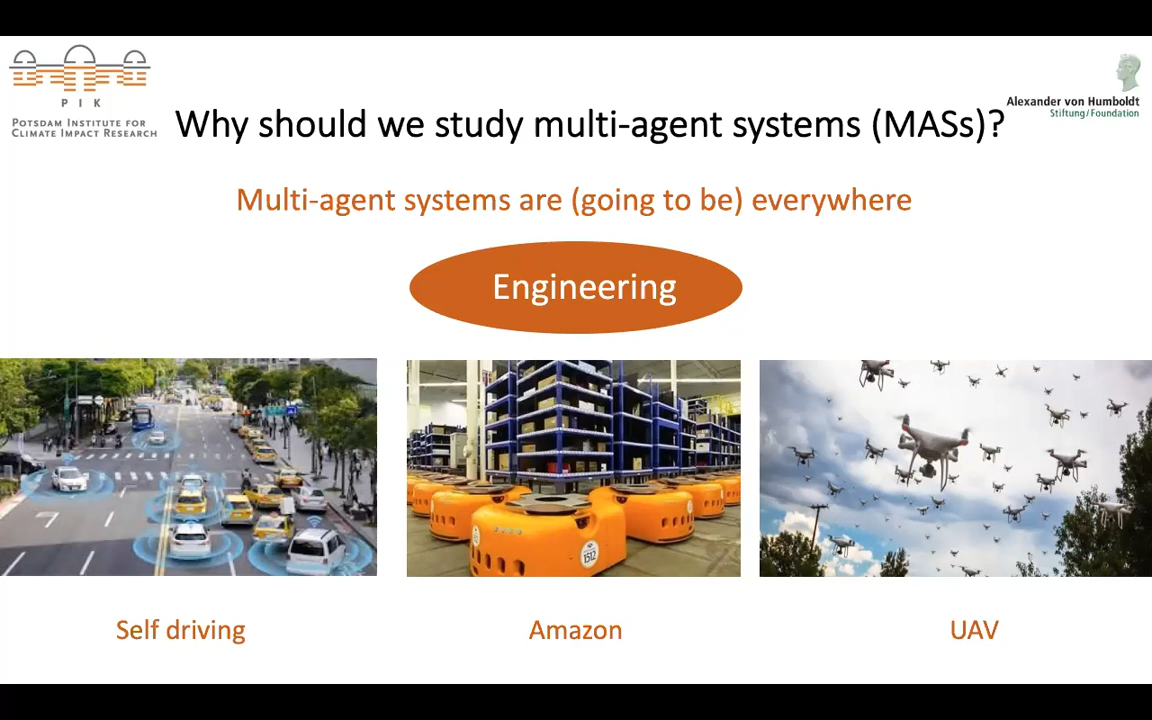 P I K
POTSDAM INSTITUTE FOR
CLIMATE IMPACT RESEARCH
Alexander von Humboldt
Stiftung/Foundation
Why should we study multi-agent systems (MASs)?
Multi-agent systems are (going to be) everywhere
Engineering
1512
Self driving
Amazon
UAV